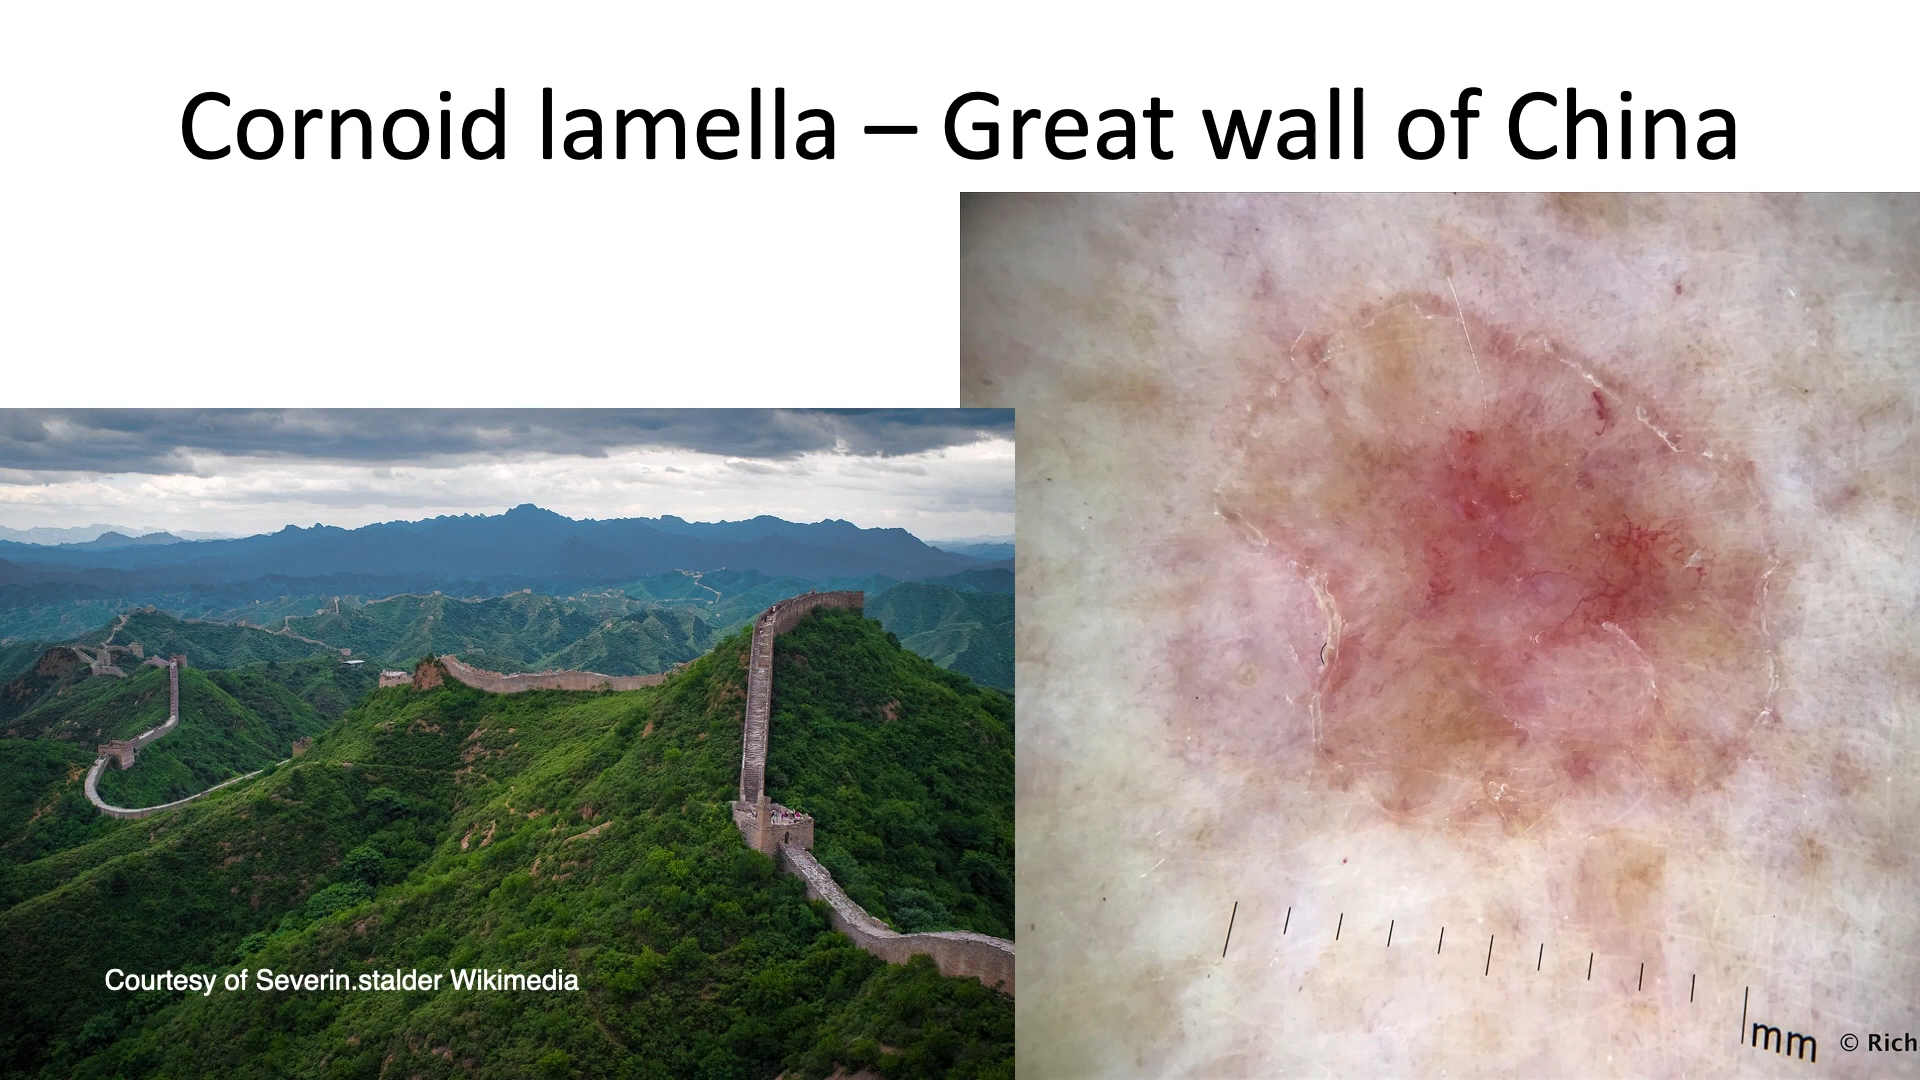 Cornoid lamella – Great wall of China
Courtesy of Severin.stalder Wikimedia
mm
© Rich